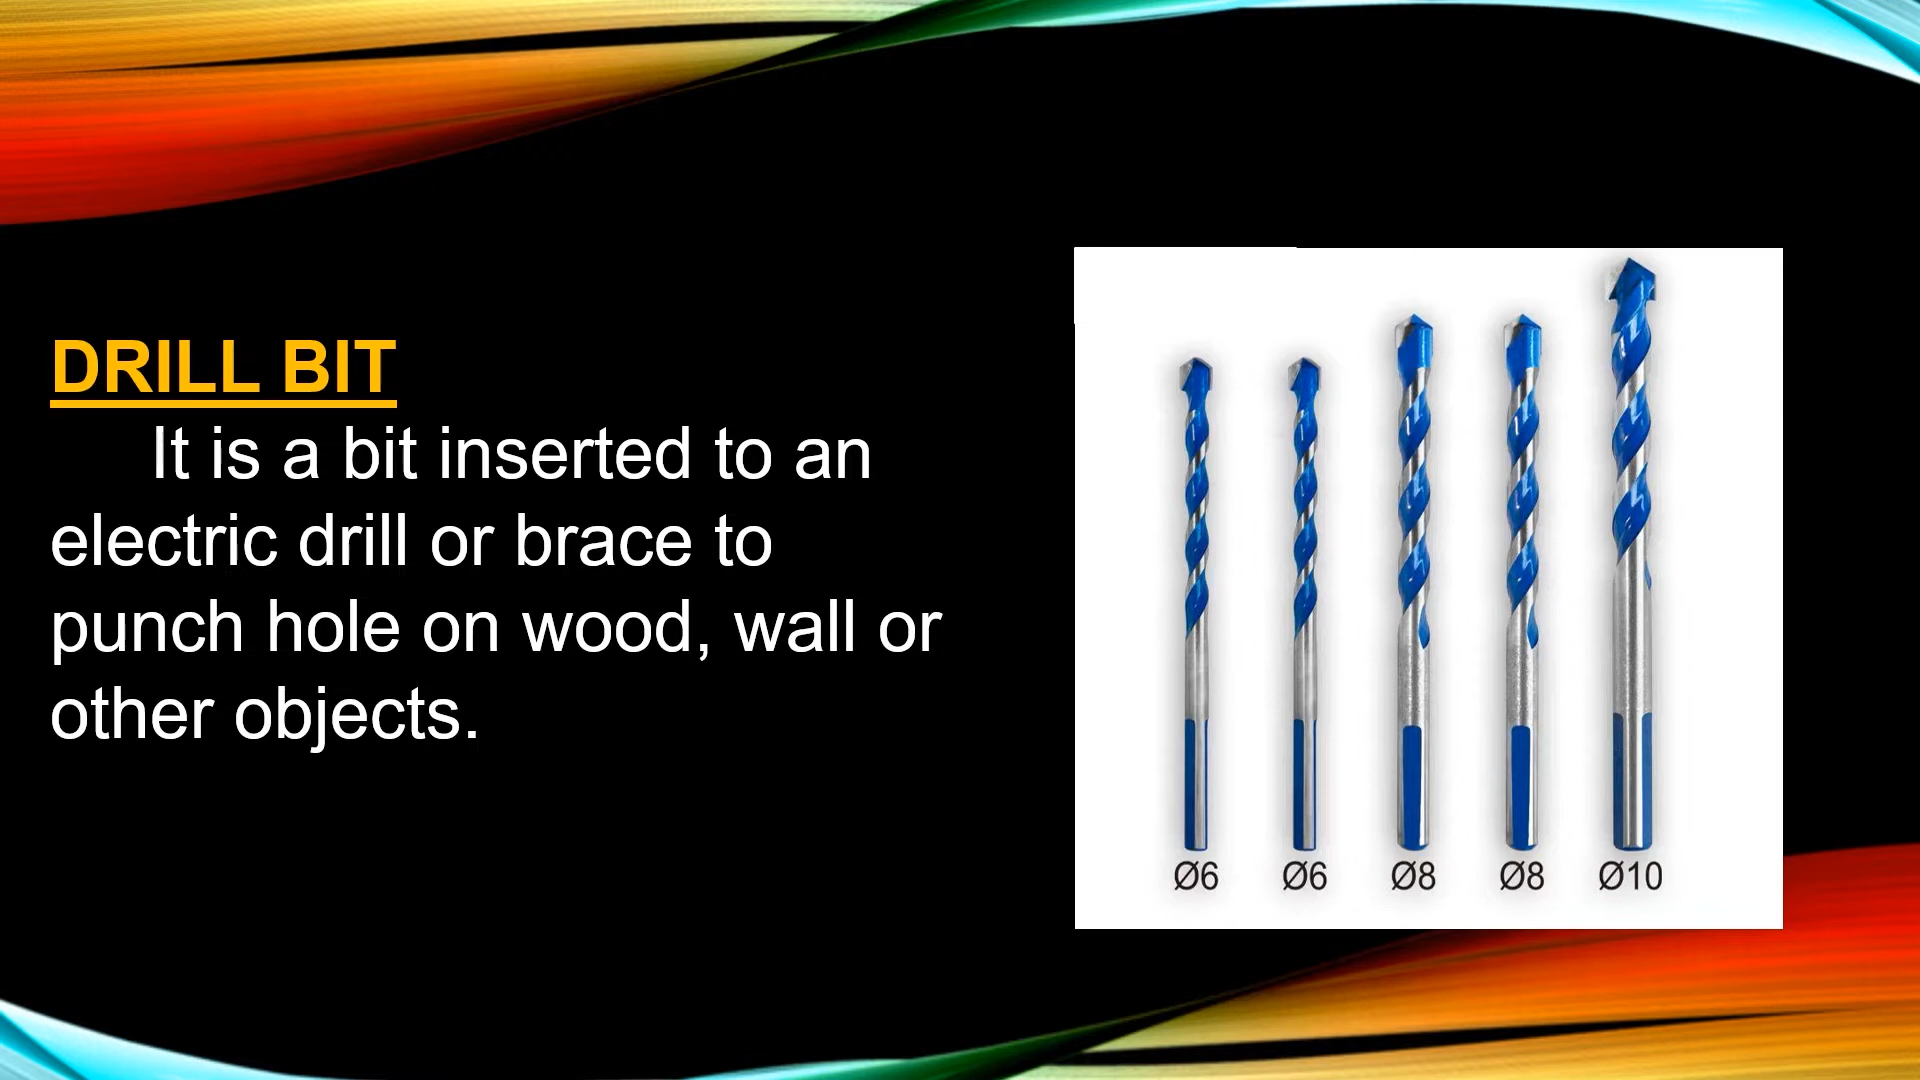 DRILL BIT
It is a bit inserted to an
electric drill or brace to
punch hole on wood, wall or
other objects.
Ø6 Ø6 Ø8 Ø8 Ø10